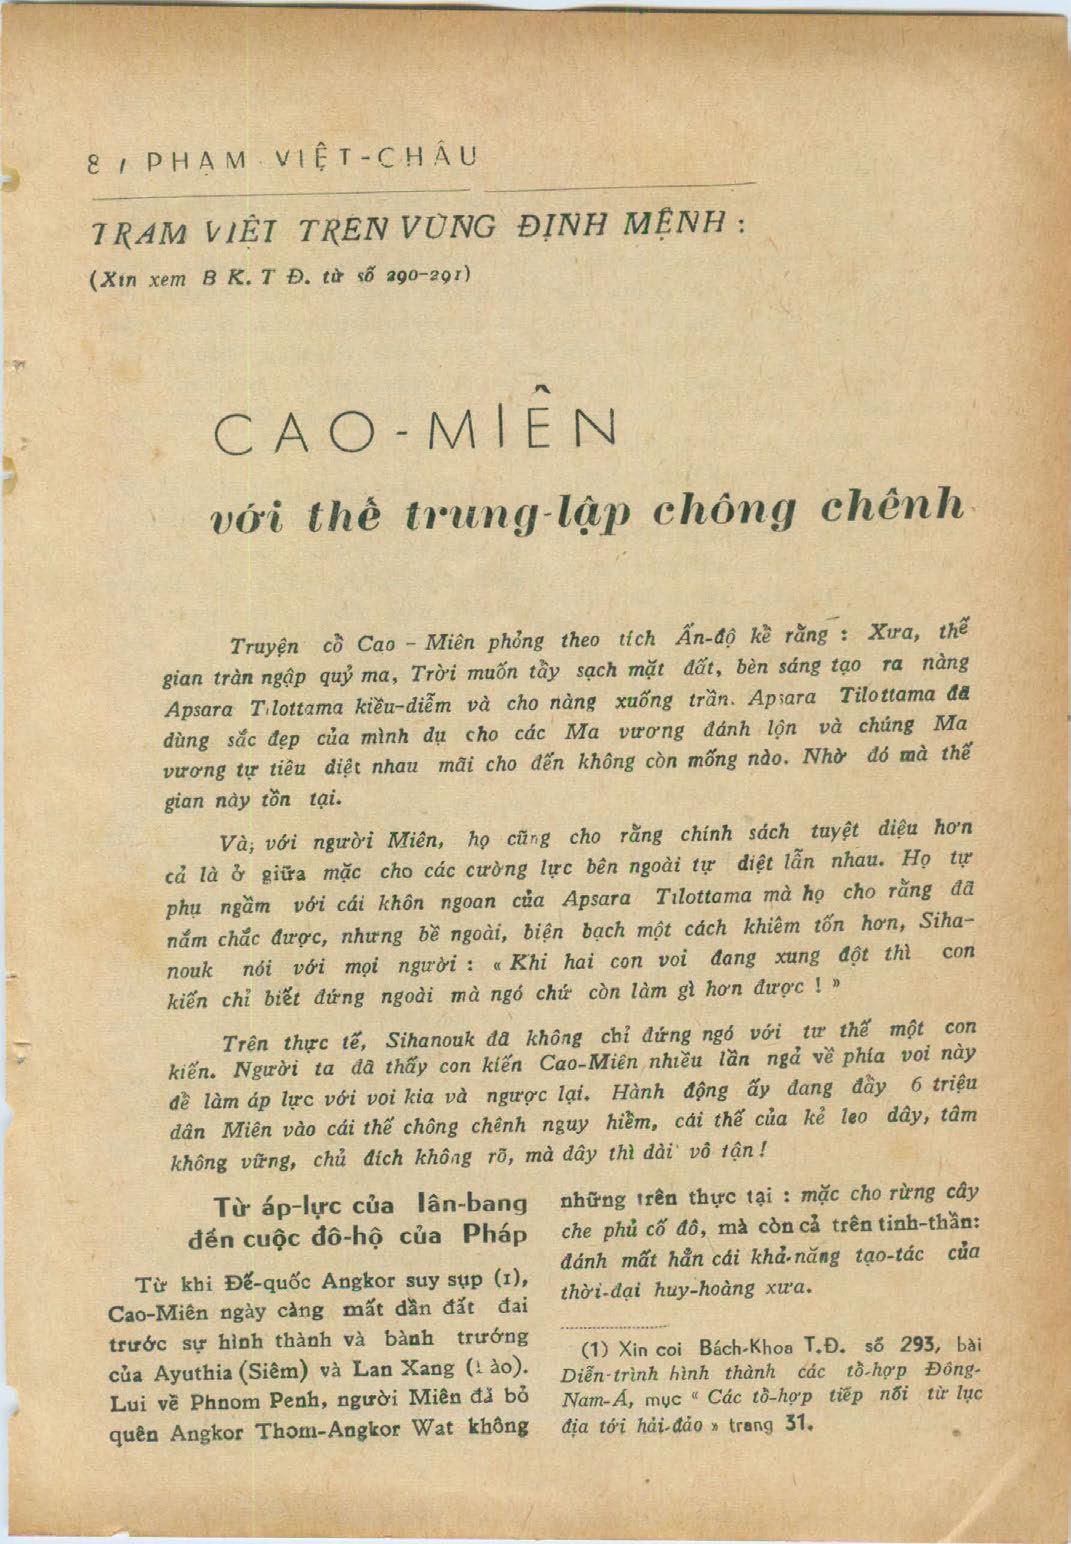 8 / PHẠM VIỆT-CHÂU
TRAM VIỆT TREN VÙNG ĐỊNH MỆNH :
(Xin xem B K. T Đ. từ số 290-291)
CAO-MIÊN
với thế trung-lập chông chênh
Truyện cổ Cao - Miên phỏng theo tích Ấn-độ kể rằng : Xưa, thế
gian tràn ngập quỷ ma, Trời muốn tẩy sạch mặt đất, bèn sáng tạo ra nàng
Apsara Tilottama kiều-diễm và cho nàng xuống trần. Apsara Tilottama đã
dùng sắc đẹp của mình dụ cho các Ma vương đánh lộn và chúng Ma
vương tự tiêu diệt nhau mãi cho đến không còn mống nào. Nhờ đó mà thế
gian này tồn tại.
Và, với người Miên, họ cũng cho rằng chính sách tuyệt diệu hơn
cả là ở giữa mặc cho các cường lực bên ngoài tự diệt lẫn nhau. Họ tự
phụ ngầm với cái khôn ngoan của Apsara Tilottama mà họ cho rằng đã
nắm chắc được, nhưng bề ngoài, biện bạch một cách khiêm tốn hơn, Siha-
nouk nói với mọi người : « Khi hai con voi đang xung đột thì con
kiến chỉ biết đứng ngoài mà ngó chứ còn làm gì hơn được ! »
Trên thực tế, Sihanouk đã không chỉ đứng ngó với tư thế một con
kiến. Người ta đã thấy con kiến Cao-Miên nhiều lần ngả về phía voi này
để làm áp lực với voi kia và ngược lại. Hành động ấy đang đẩy 6 triệu
dân Miên vào cái thế chông chênh nguy hiểm, cái thế của kẻ leo dây, tâm
không vững, chủ đích không rõ, mà dây thì dài vô tận !
Từ áp-lực của lân-bang
đến cuộc đô-hộ của Pháp
Từ khi Đế-quốc Angkor suy sụp (1),
Cao-Miên ngày càng mất dần đất đai
trước sự hình thành và bành trướng
của Ayuthia (Siêm) và Lan Xang (Lào).
Lui về Phnom Penh, người Miên đã bỏ
quên Angkor Thom-Angkor Wat không
những trên thực tại : mặc cho rừng cây
che phủ cố đô, mà còn cả trên tinh-thần:
đánh mất hẳn cái khả-năng tạo-tác của
thời-đại huy-hoàng xưa.
(1) Xin coi Bách-Khoa T.Đ. số 293, bài
Diễn-trình hình thành các tổ-hợp Đông-
Nam-Á, mục « Các tổ-hợp tiếp nối từ lục
địa tới hải-đảo » trang 31.